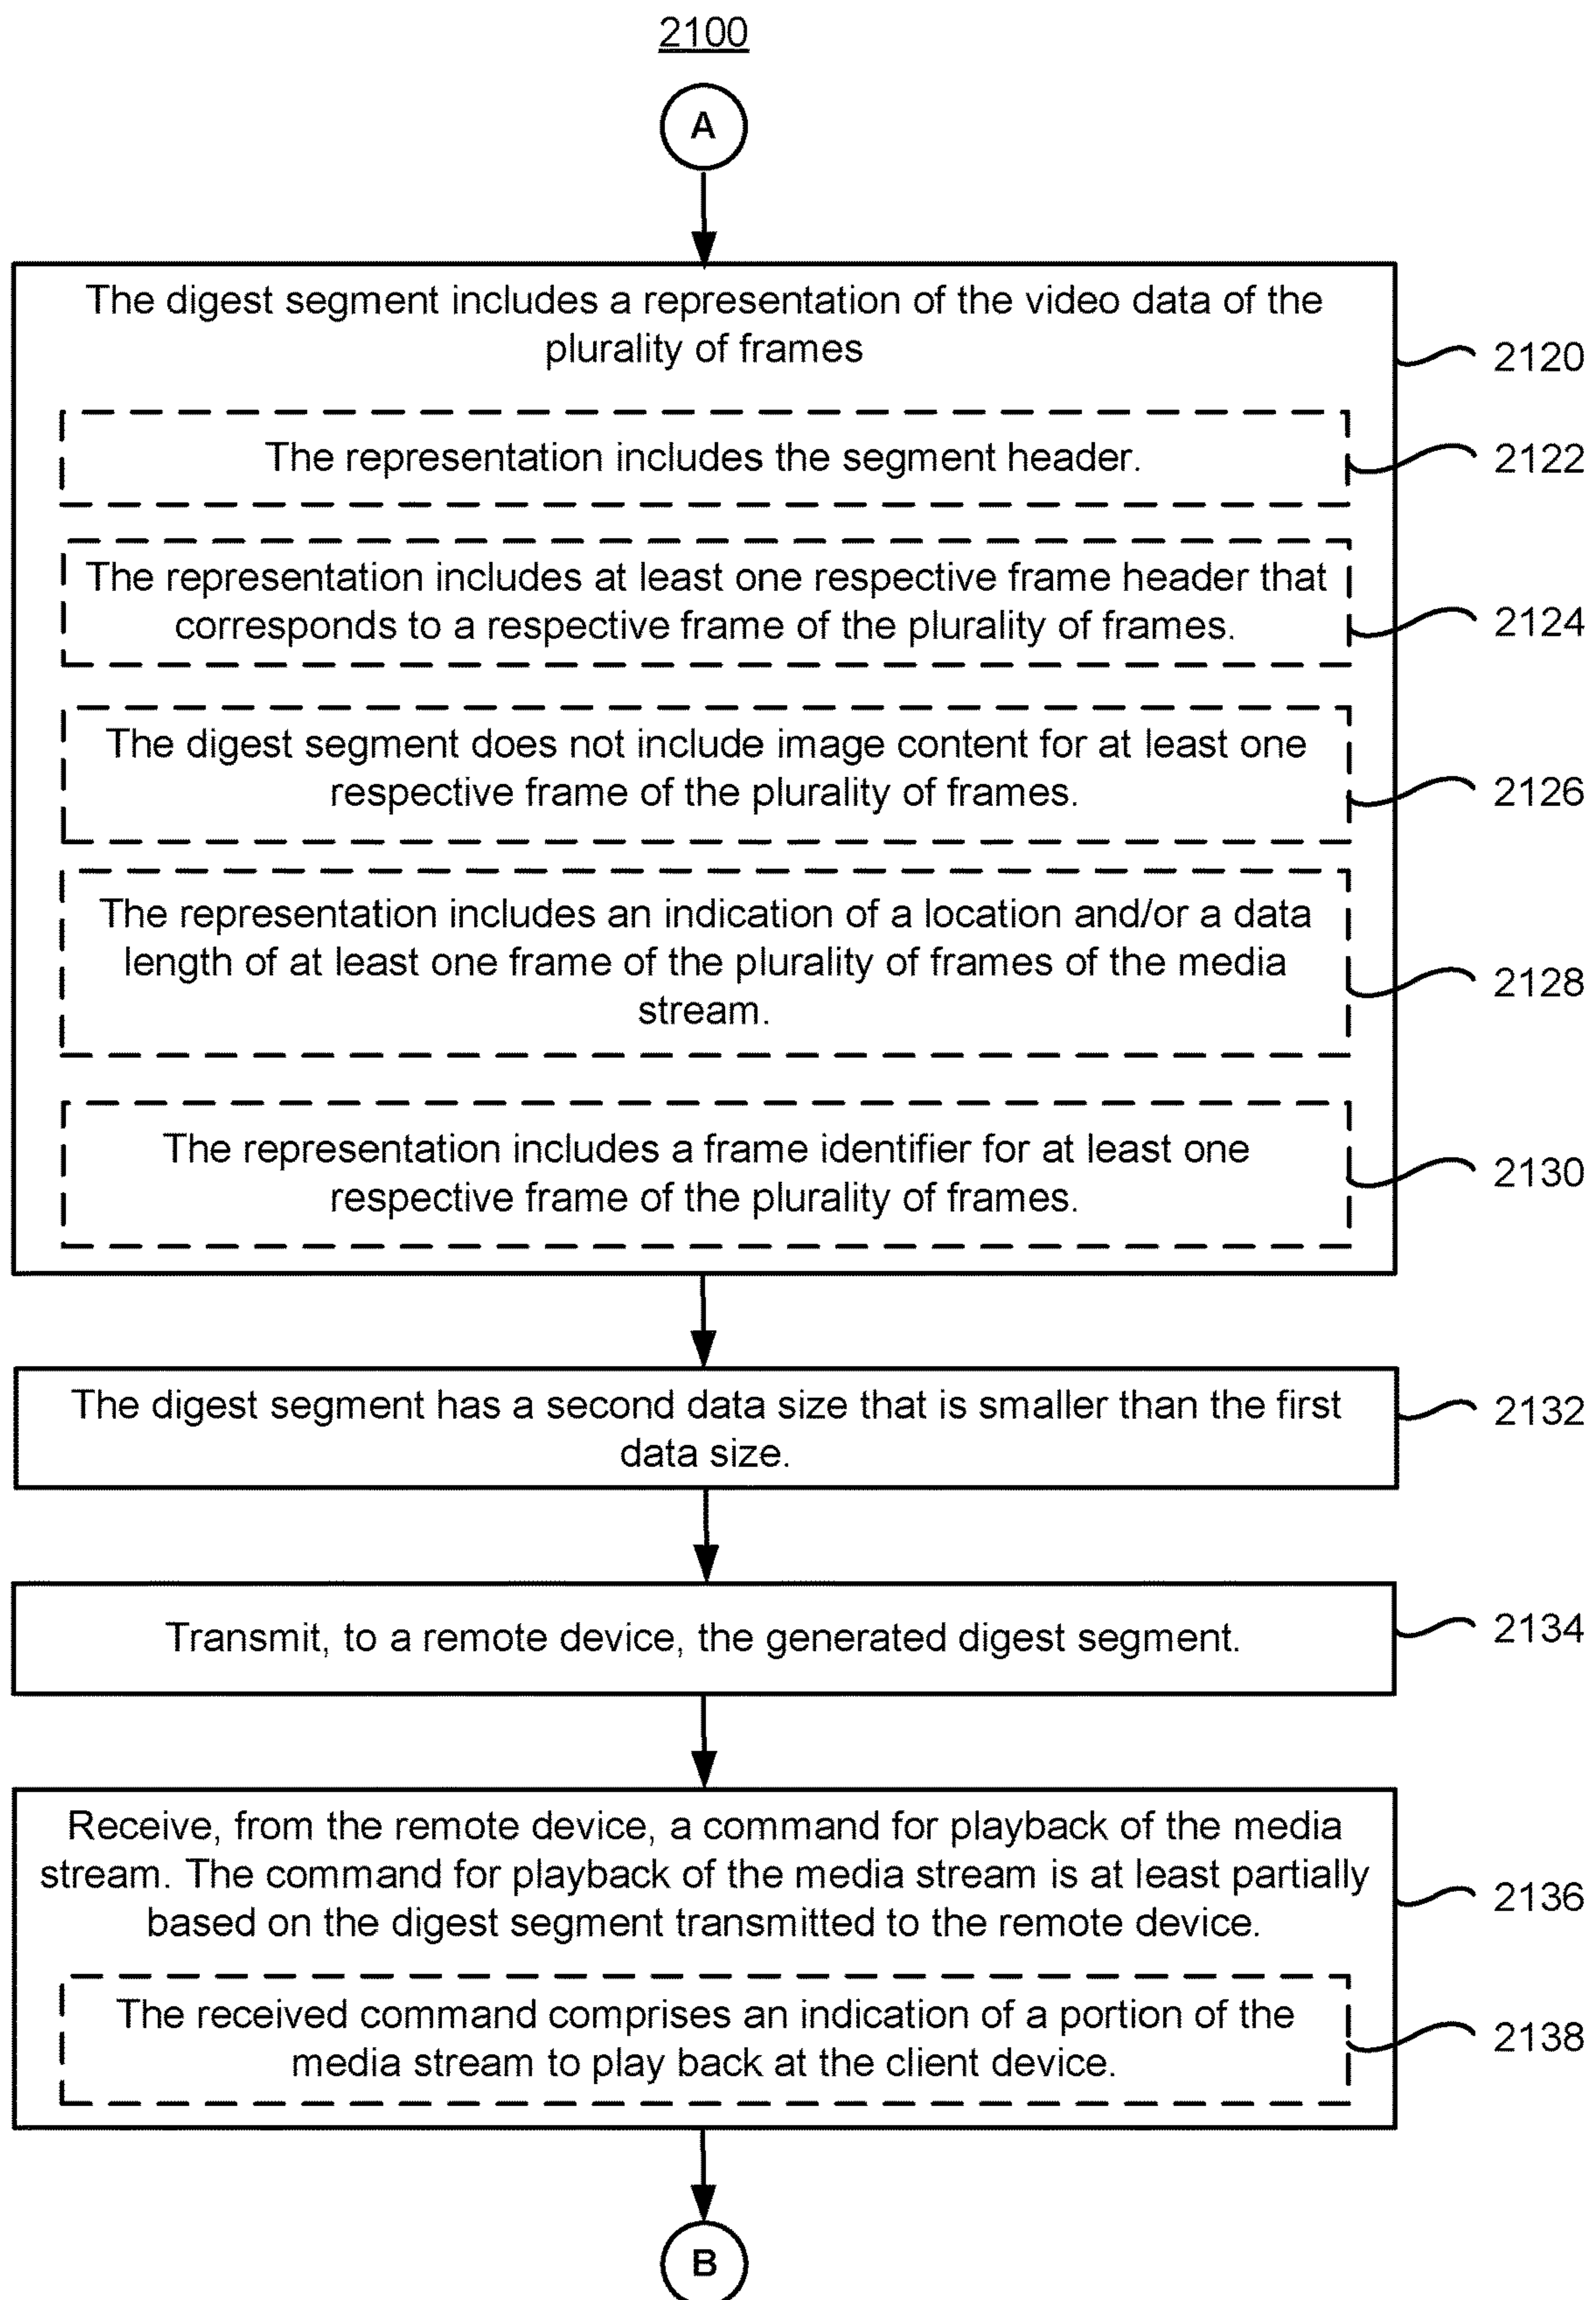 2100
A
The digest segment includes a representation of the video data of the
plurality of frames
2120
The representation includes the segment header.
2122
The representation includes at least one respective frame header that
corresponds to a respective frame of the plurality of frames.
2124
The digest segment does not include image content for at least one
respective frame of the plurality of frames.
2126
The representation includes an indication of a location and/or a data
length of at least one frame of the plurality of frames of the media
stream.
2128
The representation includes a frame identifier for at least one
respective frame of the plurality of frames.
2130
The digest segment has a second data size that is smaller than the first
data size.
2132
Transmit, to a remote device, the generated digest segment.
2134
Receive, from the remote device, a command for playback of the media
stream. The command for playback of the media stream is at least partially
based on the digest segment transmitted to the remote device.
2136
The received command comprises an indication of a portion of the
media stream to play back at the client device.
2138
B